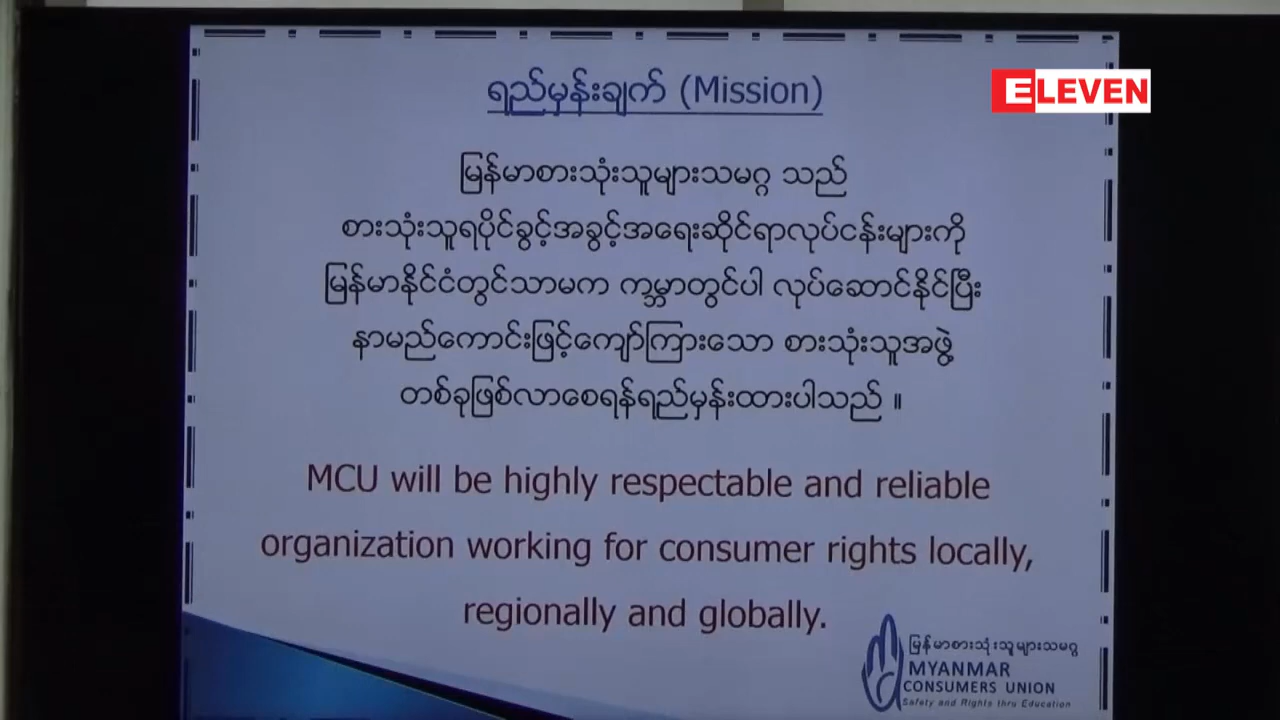 ELEVEN
ရည်မှန်းချက် (Mission)
မြန်မာစားသုံးသူများသမဂ္ဂ သည်
စားသုံးသူရပိုင်ခွင့်အခွင့်အရေးဆိုင်ရာလုပ်ငန်းများကို
မြန်မာနိုင်ငံတွင်သာမက ကမ္ဘာတွင်ပါ လုပ်ဆောင်နိုင်ပြီး
နာမည်ကောင်းဖြင့်ကျော်ကြားသော စားသုံးသူအဖွဲ့
တစ်ခုဖြစ်လာစေရန်ရည်မှန်းထားပါသည် ။
MCU will be highly respectable and reliable
organization working for consumer rights locally,
regionally and globally.
မြန်မာစားသုံးသူများသမဂ္ဂ
MYANMAR
CONSUMERS UNION
Safety and Rights thru Education